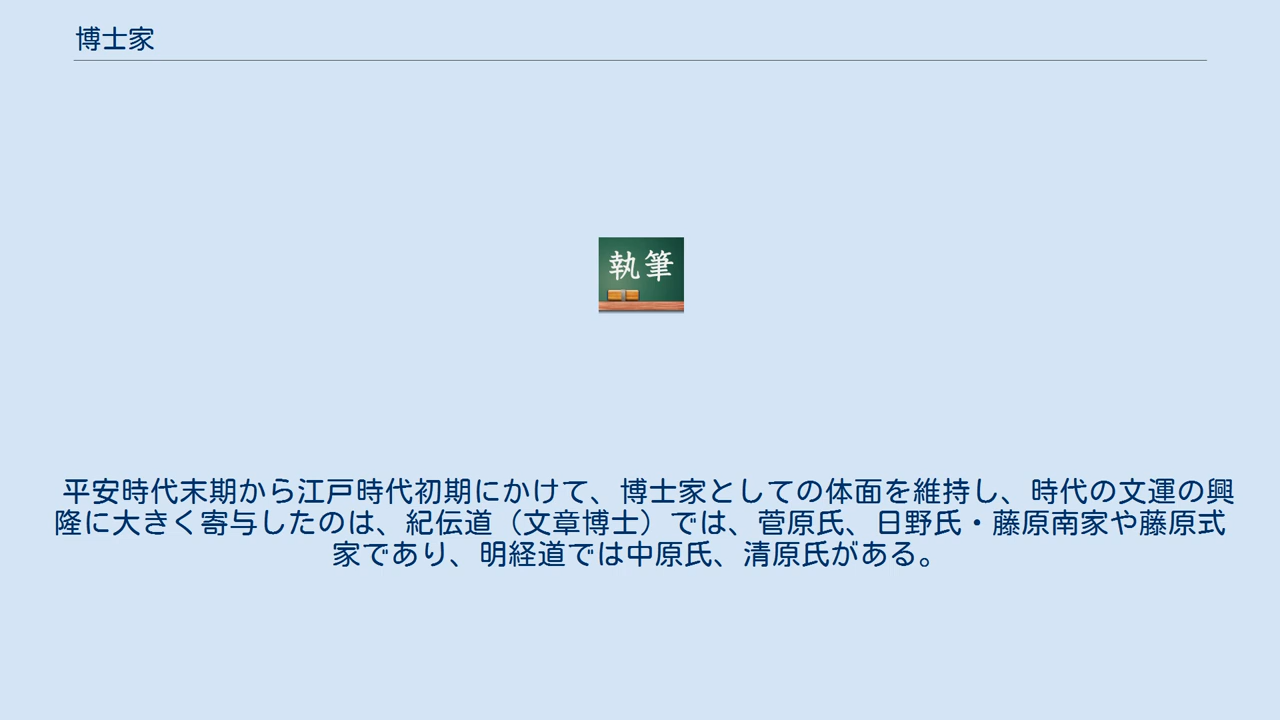 博士家
執筆
平安時代末期から江戸時代初期にかけて、博士家としての体面を維持し、時代の文運の興
隆に大きく寄与したのは、紀伝道（文章博士）では、菅原氏、日野氏・藤原南家や藤原式
家であり、明経道では中原氏、清原氏がある。